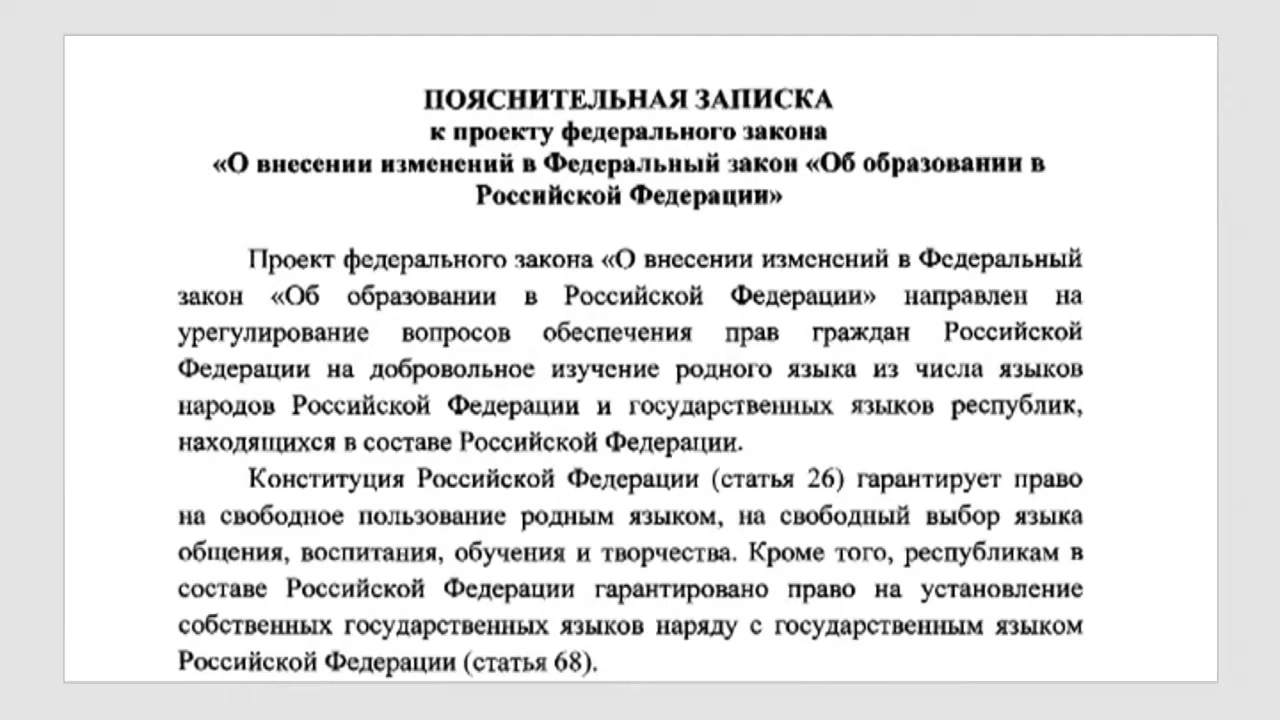 ПОЯСНИТЕЛЬНАЯ ЗАПИСКА
к проекту федерального закона
«О внесении изменений в Федеральный закон «Об образовании в
Российской Федерации»
Проект федерального закона «О внесении изменений в Федеральный
закон «Об образовании в Российской Федерации» направлен на
урегулирование вопросов обеспечения прав граждан Российской
Федерации на добровольное изучение родного языка из числа языков
народов Российской Федерации и государственных языков республик,
находящихся в составе Российской Федерации.
Конституция Российской Федерации (статья 26) гарантирует право
на свободное пользование родным языком, на свободный выбор языка
общения, воспитания, обучения и творчества. Кроме того, республикам в
составе Российской Федерации гарантировано право на установление
собственных государственных языков наряду с государственным языком
Российской Федерации (статья 68).